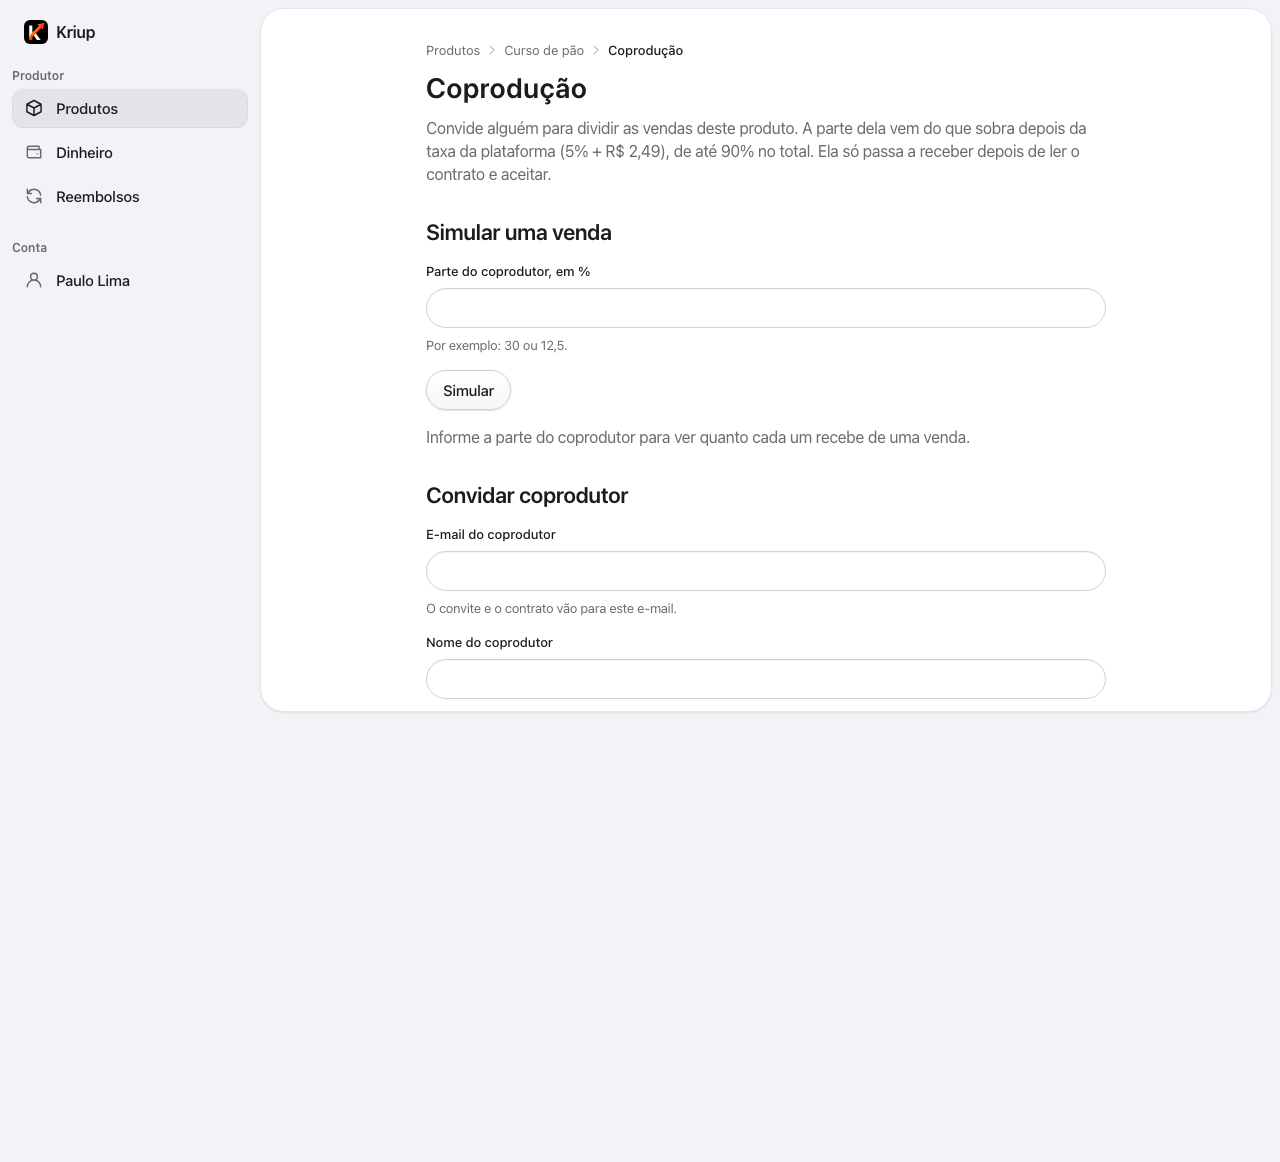 Kriup
Produtor
Produtos
Dinheiro
Reembolsos
Conta
Paulo Lima
Produtos > Curso de pão > Coprodução
Coprodução
Convide alguém para dividir as vendas deste produto. A parte dela vem do que sobra depois da
taxa da plataforma (5% + R$ 2,49), de até 90% no total. Ela só passa a receber depois de ler o
contrato e aceitar.
Simular uma venda
Parte do coprodutor, em %
Por exemplo: 30 ou 12,5.
Simular
Informe a parte do coprodutor para ver quanto cada um recebe de uma venda.
Convidar coprodutor
E-mail do coprodutor
O convite e o contrato vão para este e-mail.
Nome do coprodutor